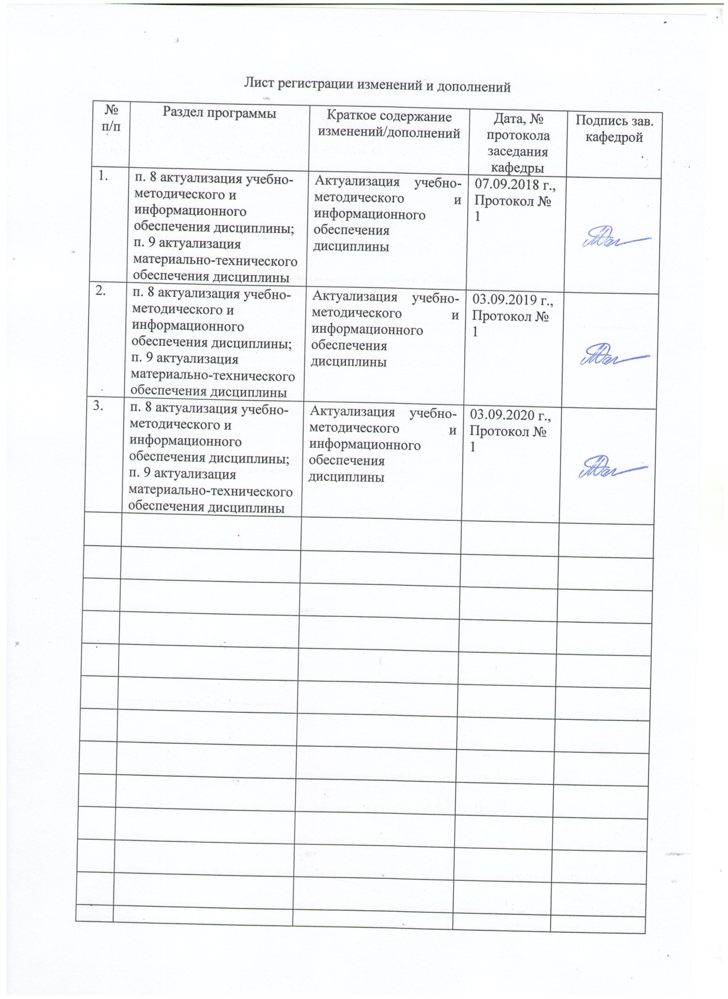 Лист регистрации изменений и дополнений
№
п/п
Раздел программы
Краткое содержание
изменений/дополнений
Дата, №
протокола
заседания
кафедры
Подпись зав.
кафедрой
1.
п. 8 актуализация учебно-
методического и
информационного
обеспечения дисциплины;
п. 9 актуализация
материально-технического
обеспечения дисциплины
Актуализация учебно-
методического и
информационного
обеспечения
дисциплины
07.09.2018 г.,
Протокол №
1
2.
п. 8 актуализация учебно-
методического и
информационного
обеспечения дисциплины;
п. 9 актуализация
материально-технического
обеспечения дисциплины
Актуализация учебно-
методического и
информационного
обеспечения
дисциплины
03.09.2019 г.,
Протокол №
1
3.
п. 8 актуализация учебно-
методического и
информационного
обеспечения дисциплины;
п. 9 актуализация
материально-технического
обеспечения дисциплины
Актуализация учебно-
методического и
информационного
обеспечения
дисциплины
03.09.2020 г.,
Протокол №
1